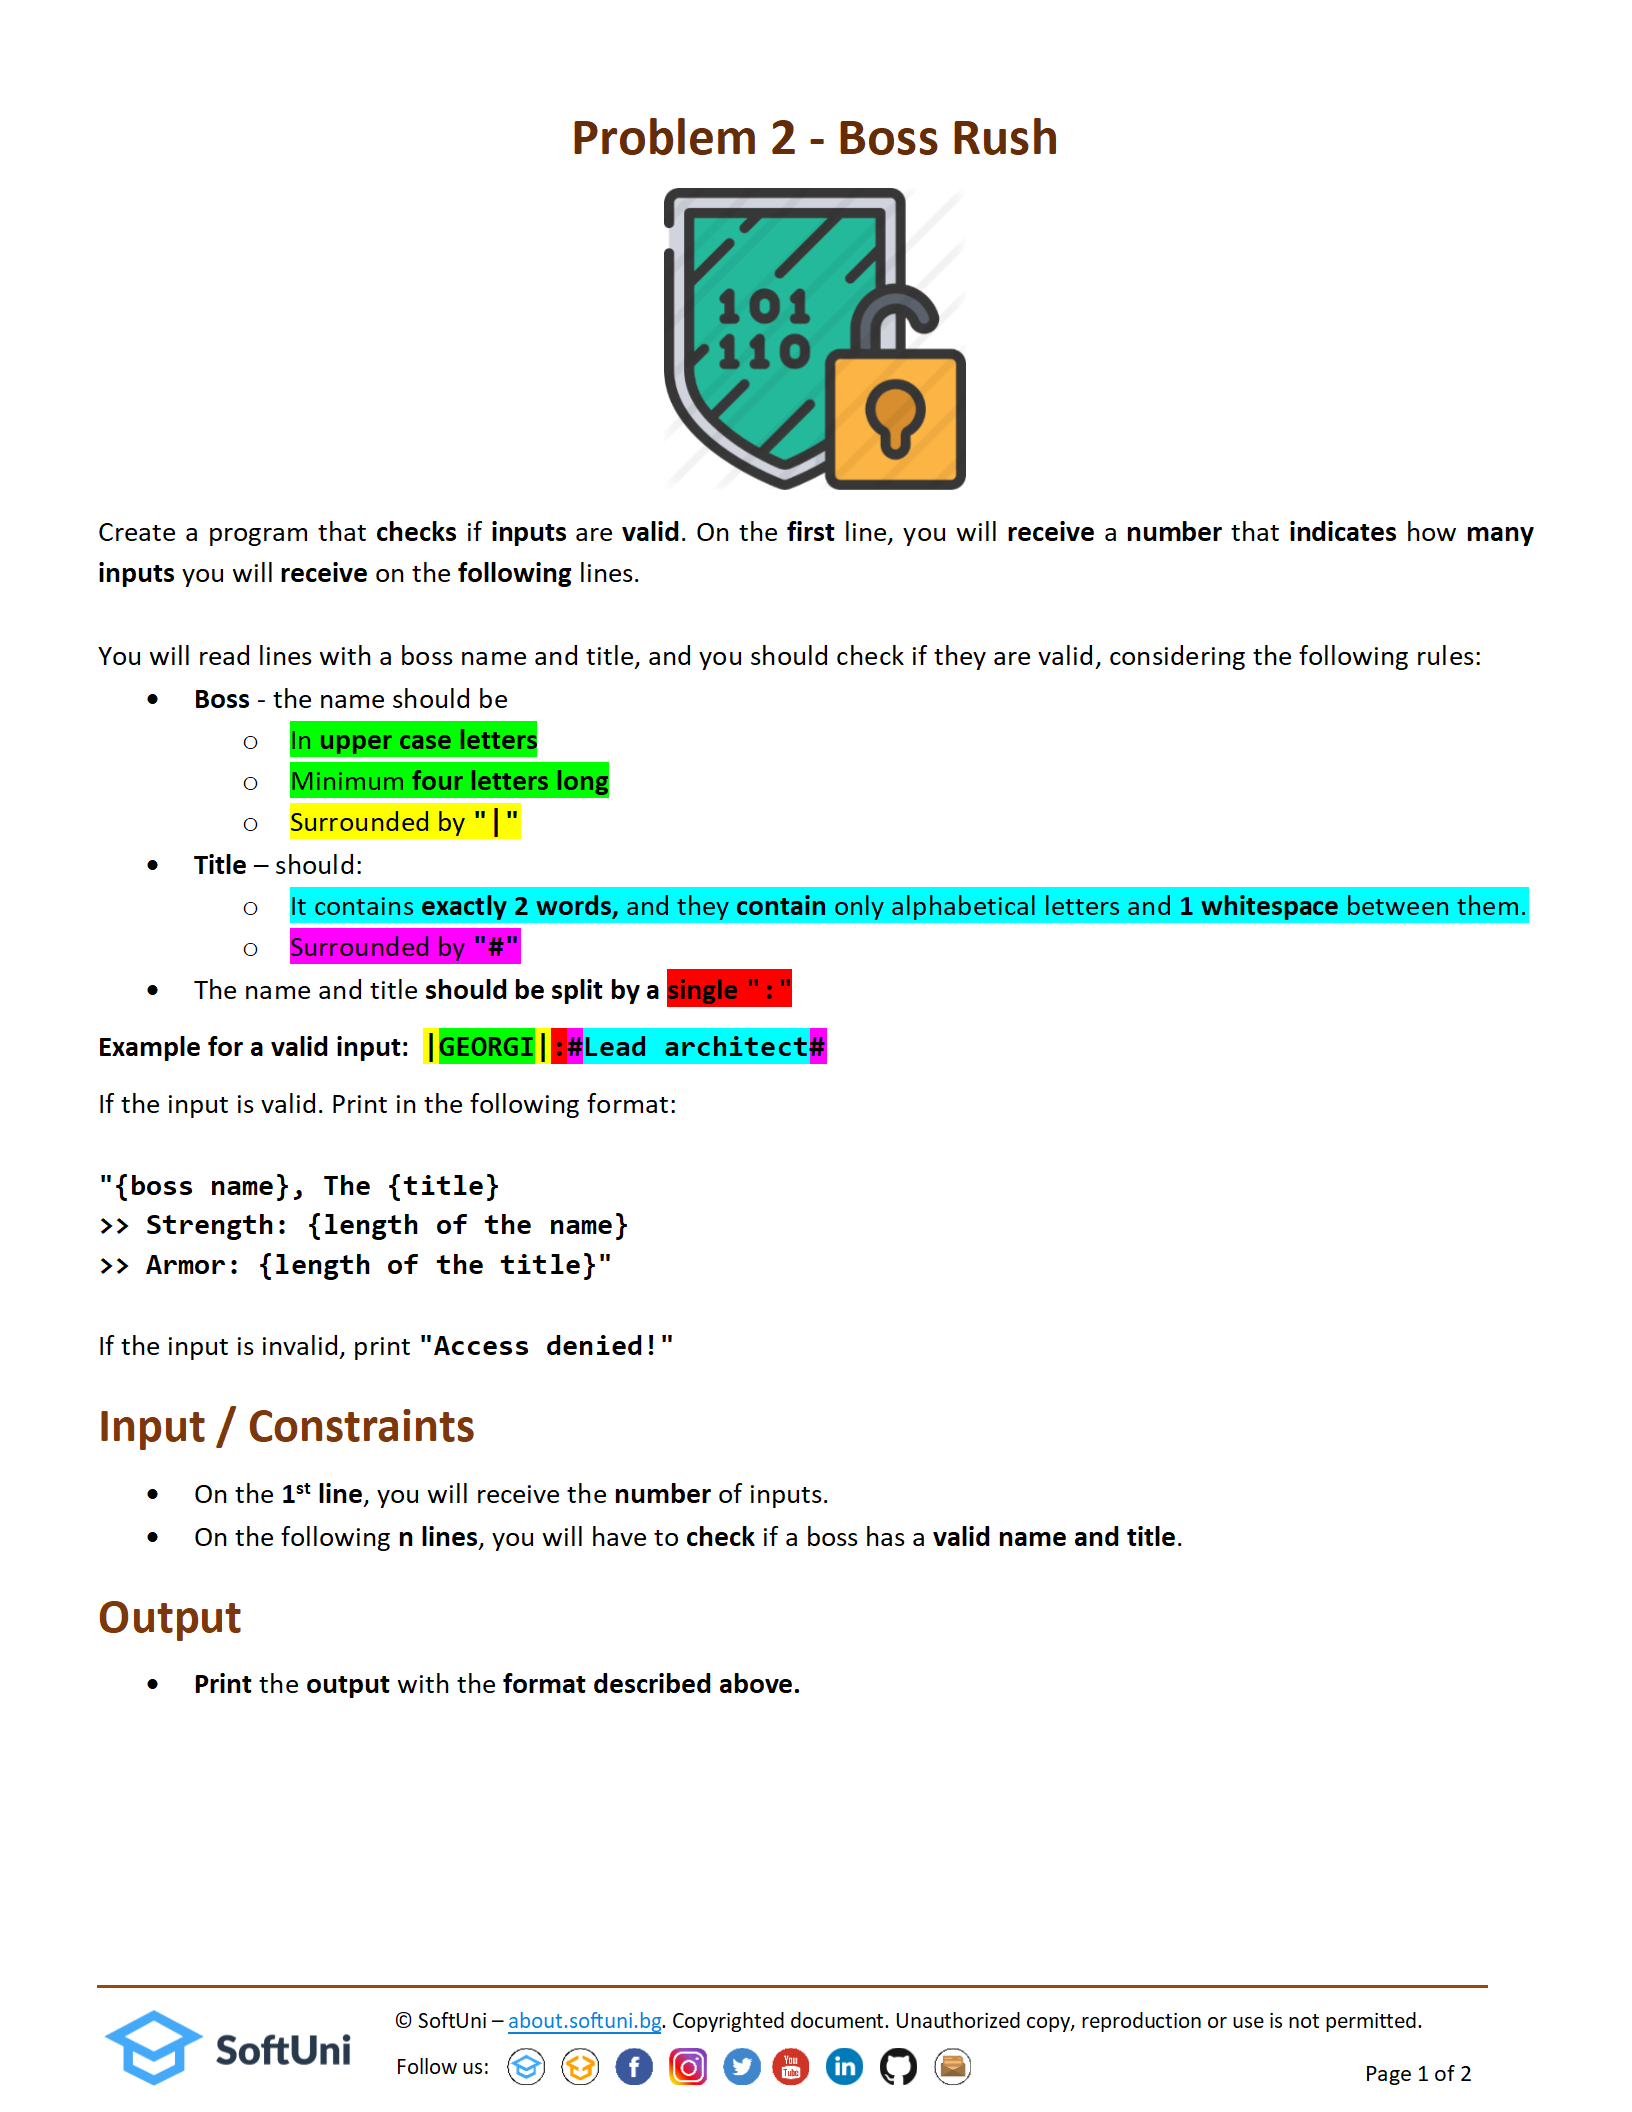 Problem 2 - Boss Rush
101
110
Create a program that checks if inputs are valid. On the first line, you will receive a number that indicates how many
inputs you will receive on the following lines.
You will read lines with a boss name and title, and you should check if they are valid, considering the following rules:
• Boss - the name should be
o In upper case letters
o Minimum four letters long
o Surrounded by "|"
• Title – should:
o It contains exactly 2 words, and they contain only alphabetical letters and 1 whitespace between them.
o Surrounded by "#"
• The name and title should be split by a single ":"
Example for a valid input: |GEORGI|:#Lead architect#
If the input is valid. Print in the following format:
"{boss name}, The {title}
>> Strength: {length of the name}
>> Armor: {length of the title}"
If the input is invalid, print "Access denied!"
Input / Constraints
• On the 1st line, you will receive the number of inputs.
• On the following n lines, you will have to check if a boss has a valid name and title.
Output
• Print the output with the format described above.
SoftUni
© SoftUni – about.softuni.bg. Copyrighted document. Unauthorized copy, reproduction or use is not permitted.
Follow us: f You Tube in
Page 1 of 2